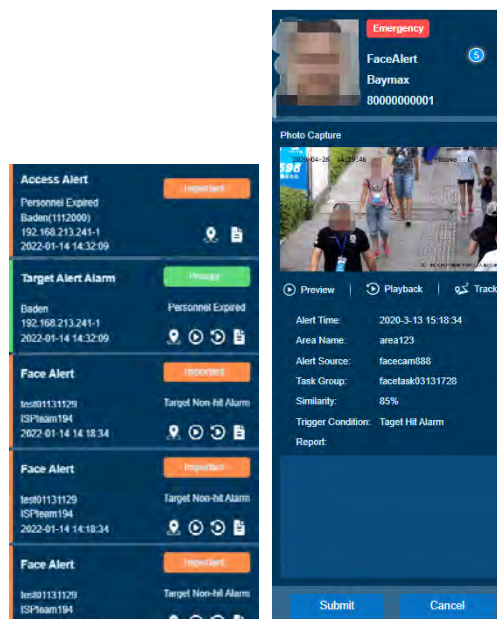 Access Alert
Important
Personnel Expired
Baden(1112000)
192.168.213.241-1
2022-01-14 14:32:09
Target Alert Alarm
Baden
Personnel Expired
192.168.213.241-1
2022-01-14 14:32:09
Face Alert
Important
test01131129
Target Non-hit Alarm
ISPteam194
2022-01-14 14:18:34
Face Alert
Important
test01131129
Target Non-hit Alarm
ISPteam194
2022-01-14 14:18:34
Face Alert
Important
test01131129
Target Non-hit Alarm
ISPteam194
Emergency
FaceAlert
5
Baymax
80000000001
Photo Capture
598
Preview
Playback
Track
Alert Time: 2020-3-13 15:18:34
Area Name: area123
Alert Source: facecam888
Task Group: facetask03131728
Similarity: 85%
Trigger Condition: Taget Hit Alarm
Report:
Submit
Cancel